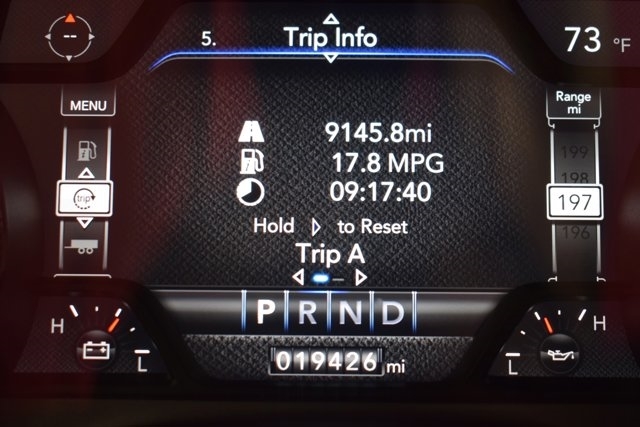 5. Trip Info
73 °F
--
MENU
Range
mi
9145.8mi
17.8 MPG
09:17:40
199
198
197
196
trip
Hold to Reset
Trip A
P R N D
H L
H L
019426 mi